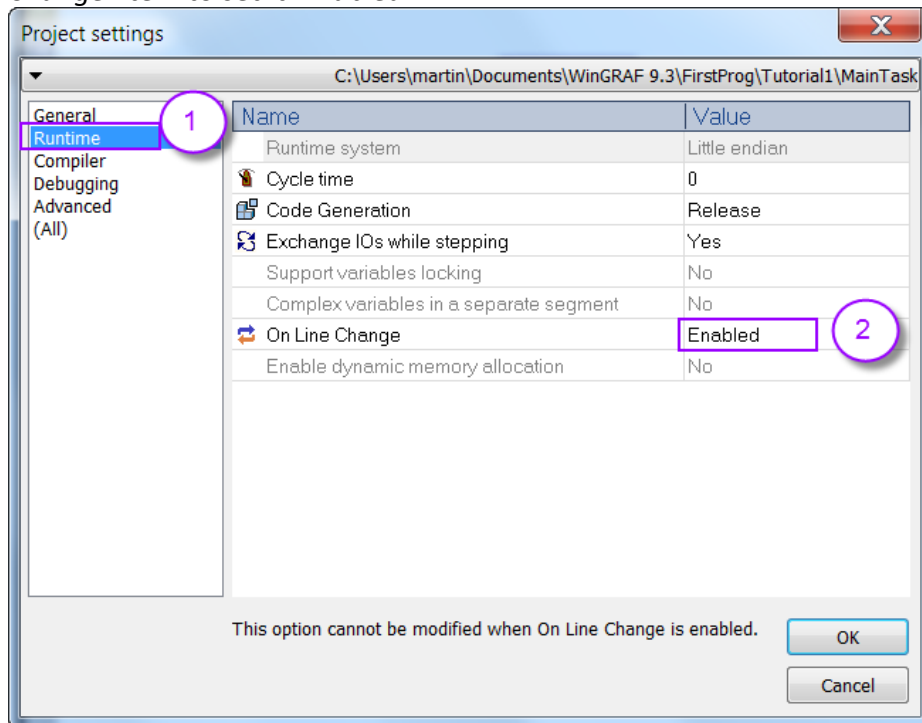 Project settings
C:\Users\martin\Documents\WinGRAF 9.3\FirstProg\Tutorial1\MainTask
General
Runtime
Compiler
Debugging
Advanced
(All)
1
Name Value
Runtime system Little endian
Cycle time 0
Code Generation Release
Exchange IOs while stepping Yes
Support variables locking No
Complex variables in a separate segment No
On Line Change Enabled
2
Enable dynamic memory allocation No
This option cannot be modified when On Line Change is enabled.
OK
Cancel